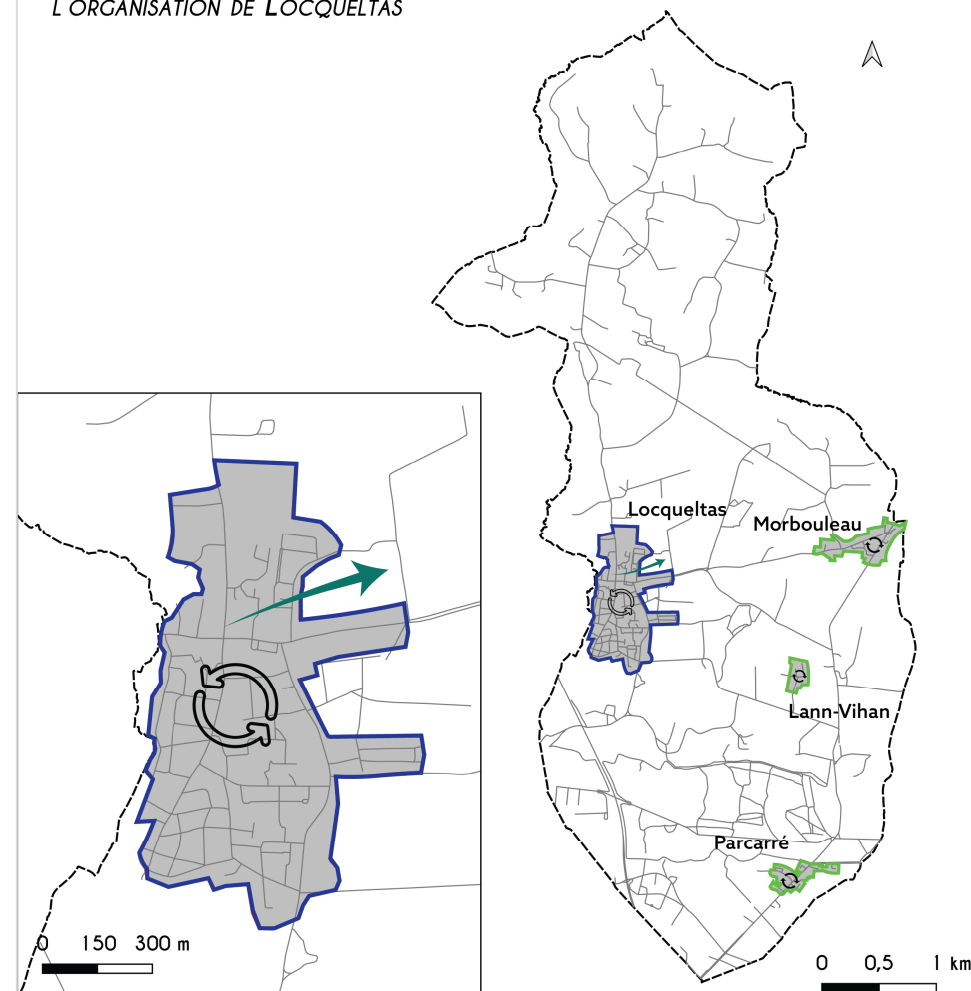 L'ORGANISATION DE LOCQUELTAS
Locqueltas
Morbouleau
Lann-Vihan
Parcarré
0 150 300 m
0 0,5 1 km